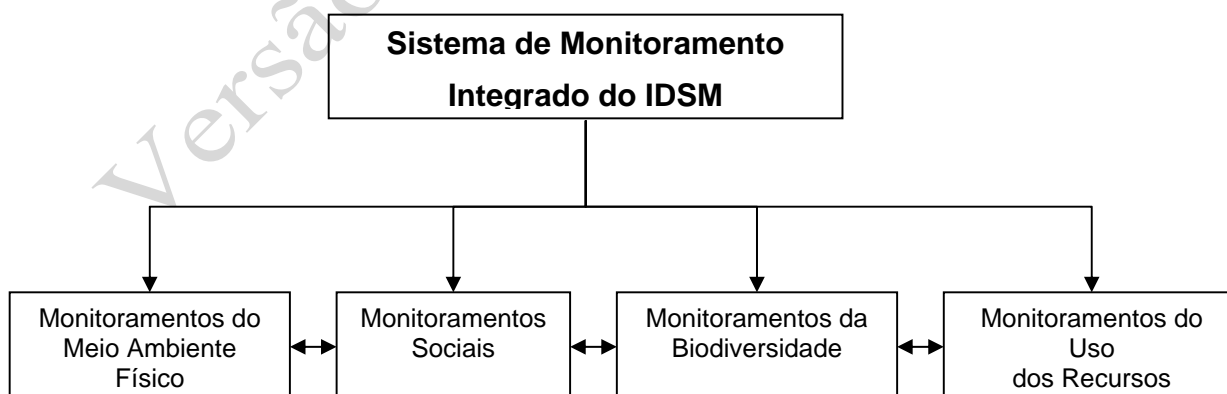 Versão
Sistema de Monitoramento
Integrado do IDSM
Monitoramentos do
Meio Ambiente
Físico
Monitoramentos
Sociais
Monitoramentos da
Biodiversidade
Monitoramentos do
Uso
dos Recursos